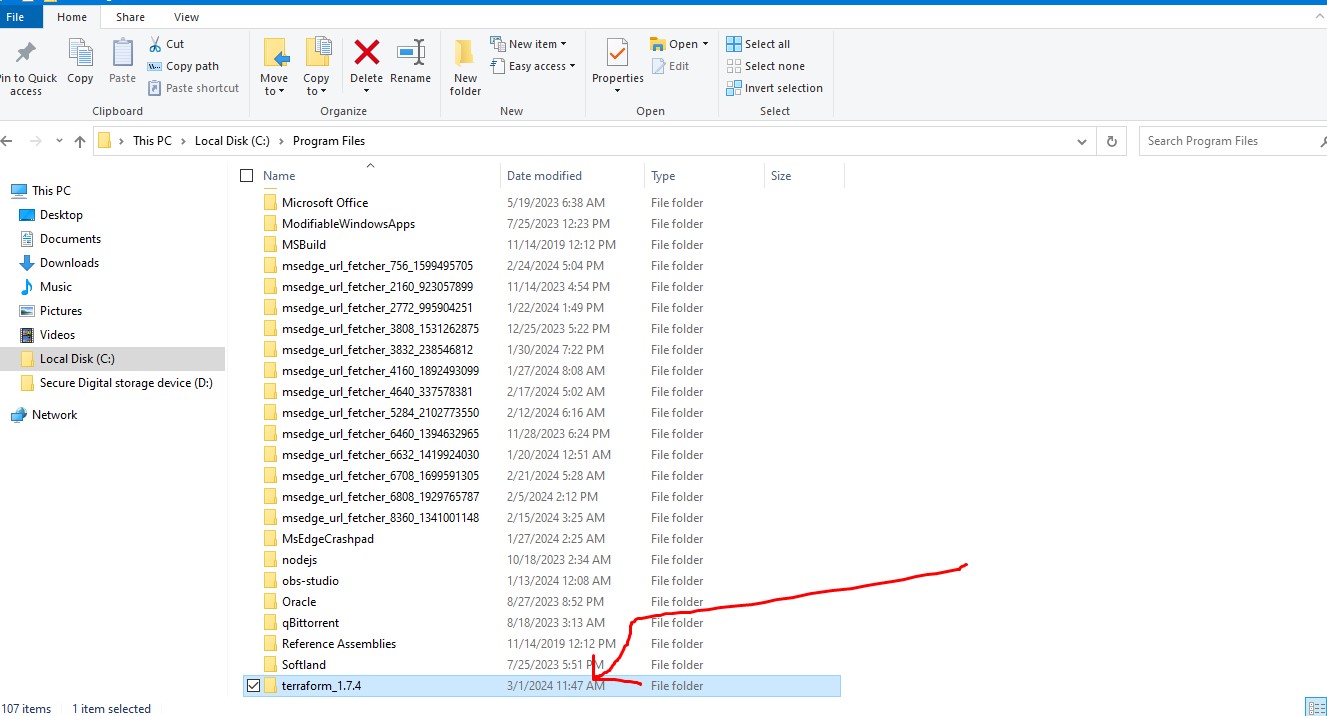 File Home Share View
Pin to Quick access
Copy
Paste
Cut
Copy path
Paste shortcut
Clipboard
Move to
Copy to
Delete
Rename
Organize
New folder
New item
Easy access
New
Properties
Open
Edit
Open
Select all
Select none
Invert selection
Select
This PC Local Disk (C:) Program Files
Search Program Files
This PC
Desktop
Documents
Downloads
Music
Pictures
Videos
Local Disk (C:)
Secure Digital storage device (D:)
Network
Name Date modified Type Size
Microsoft Office 5/19/2023 6:38 AM File folder
ModifiableWindowsApps 7/25/2023 12:23 PM File folder
MSBuild 11/14/2019 12:12 PM File folder
msedge_url_fetcher_756_1599495705 2/24/2024 5:04 PM File folder
msedge_url_fetcher_2160_923057899 11/14/2023 4:54 PM File folder
msedge_url_fetcher_2772_995904251 1/22/2024 1:49 PM File folder
msedge_url_fetcher_3808_1531262875 12/25/2023 5:22 PM File folder
msedge_url_fetcher_3832_238546812 1/30/2024 7:22 PM File folder
msedge_url_fetcher_4160_1892493099 1/27/2024 8:08 AM File folder
msedge_url_fetcher_4640_337578381 2/17/2024 5:02 AM File folder
msedge_url_fetcher_5284_2102773550 2/12/2024 6:16 AM File folder
msedge_url_fetcher_6460_1394632965 11/28/2023 6:24 PM File folder
msedge_url_fetcher_6632_1419924030 1/20/2024 12:51 AM File folder
msedge_url_fetcher_6708_1699591305 2/21/2024 5:28 AM File folder
msedge_url_fetcher_6808_1929765787 2/5/2024 2:12 PM File folder
msedge_url_fetcher_8360_1341001148 2/15/2024 3:25 AM File folder
MsEdgeCrashpad 1/27/2024 2:25 AM File folder
nodejs 10/18/2023 2:34 AM File folder
obs-studio 1/13/2024 12:08 AM File folder
Oracle 8/27/2023 8:52 PM File folder
qBittorrent 8/18/2023 3:13 AM File folder
Reference Assemblies 11/14/2019 12:12 PM File folder
Softland 7/25/2023 5:51 PM File folder
terraform_1.7.4 3/1/2024 11:47 AM File folder
107 items 1 item selected